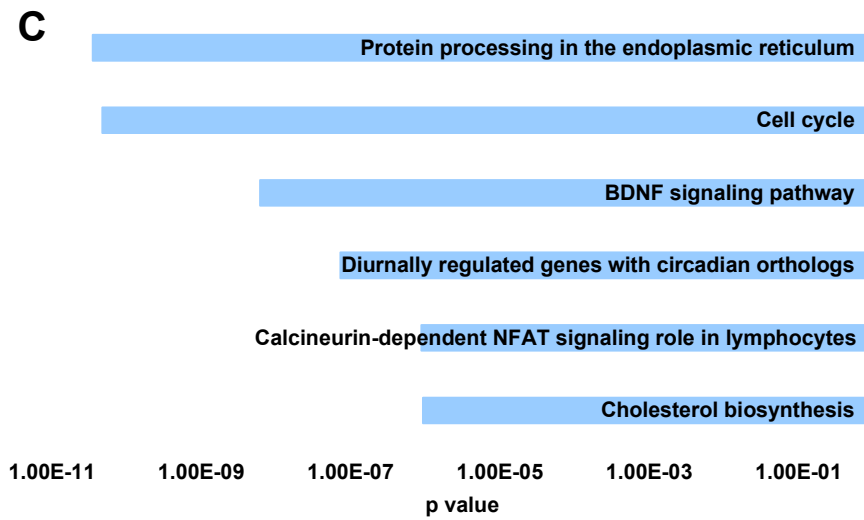 C
Protein processing in the endoplasmic reticulum
Cell cycle
BDNF signaling pathway
Diurnally regulated genes with circadian orthologs
Calcineurin-dependent NFAT signaling role in lymphocytes
Cholesterol biosynthesis
1.00E-11 1.00E-09 1.00E-07 1.00E-05 1.00E-03 1.00E-01
p value